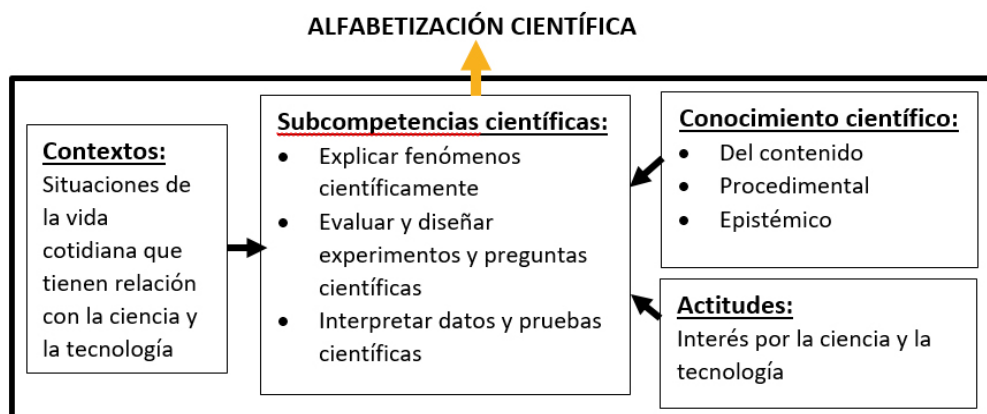 ALFABETIZACIÓN CIENTÍFICA
Contextos:
Situaciones de
la vida
cotidiana que
tienen relación
con la ciencia y
la tecnología
Subcompetencias científicas:
• Explicar fenómenos
científicamente
• Evaluar y diseñar
experimentos y preguntas
científicas
• Interpretar datos y pruebas
científicas
Conocimiento científico:
• Del contenido
• Procedimental
• Epistémico
Actitudes:
Interés por la ciencia y la
tecnología